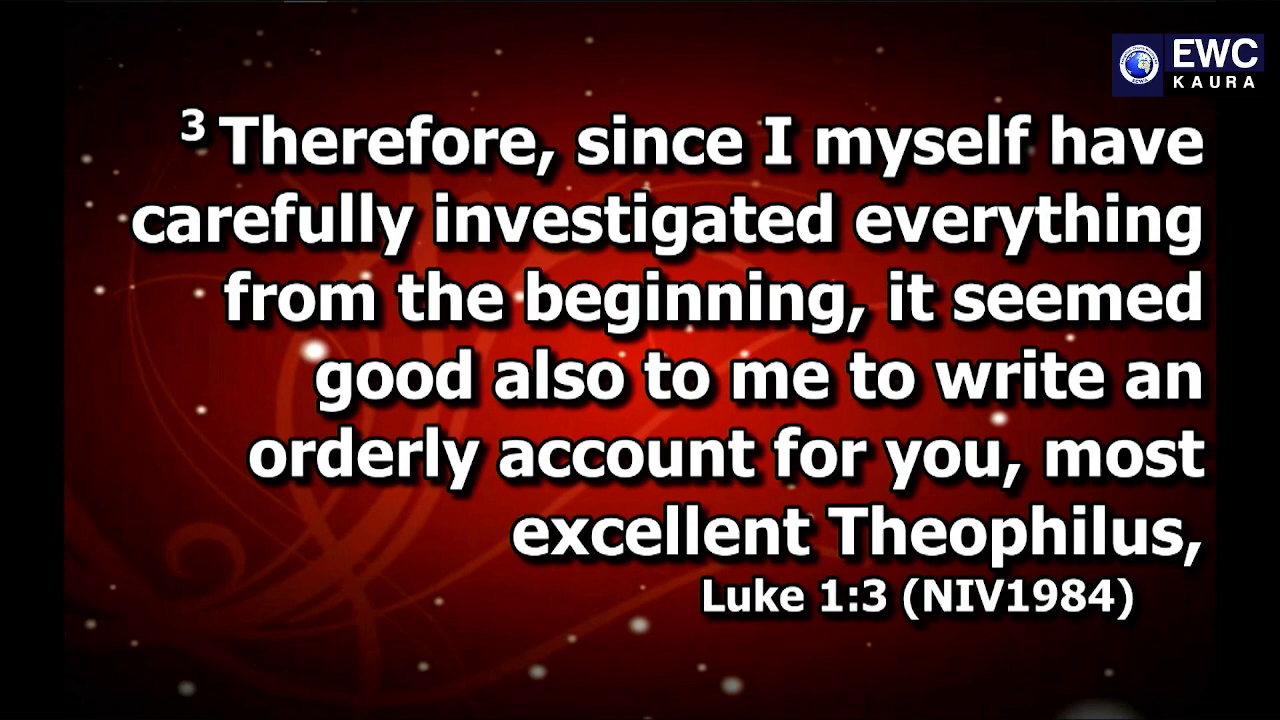 EWC
KAURA
3 Therefore, since I myself have
carefully investigated everything
from the beginning, it seemed
good also to me to write an
orderly account for you, most
excellent Theophilus,
Luke 1:3 (NIV1984)